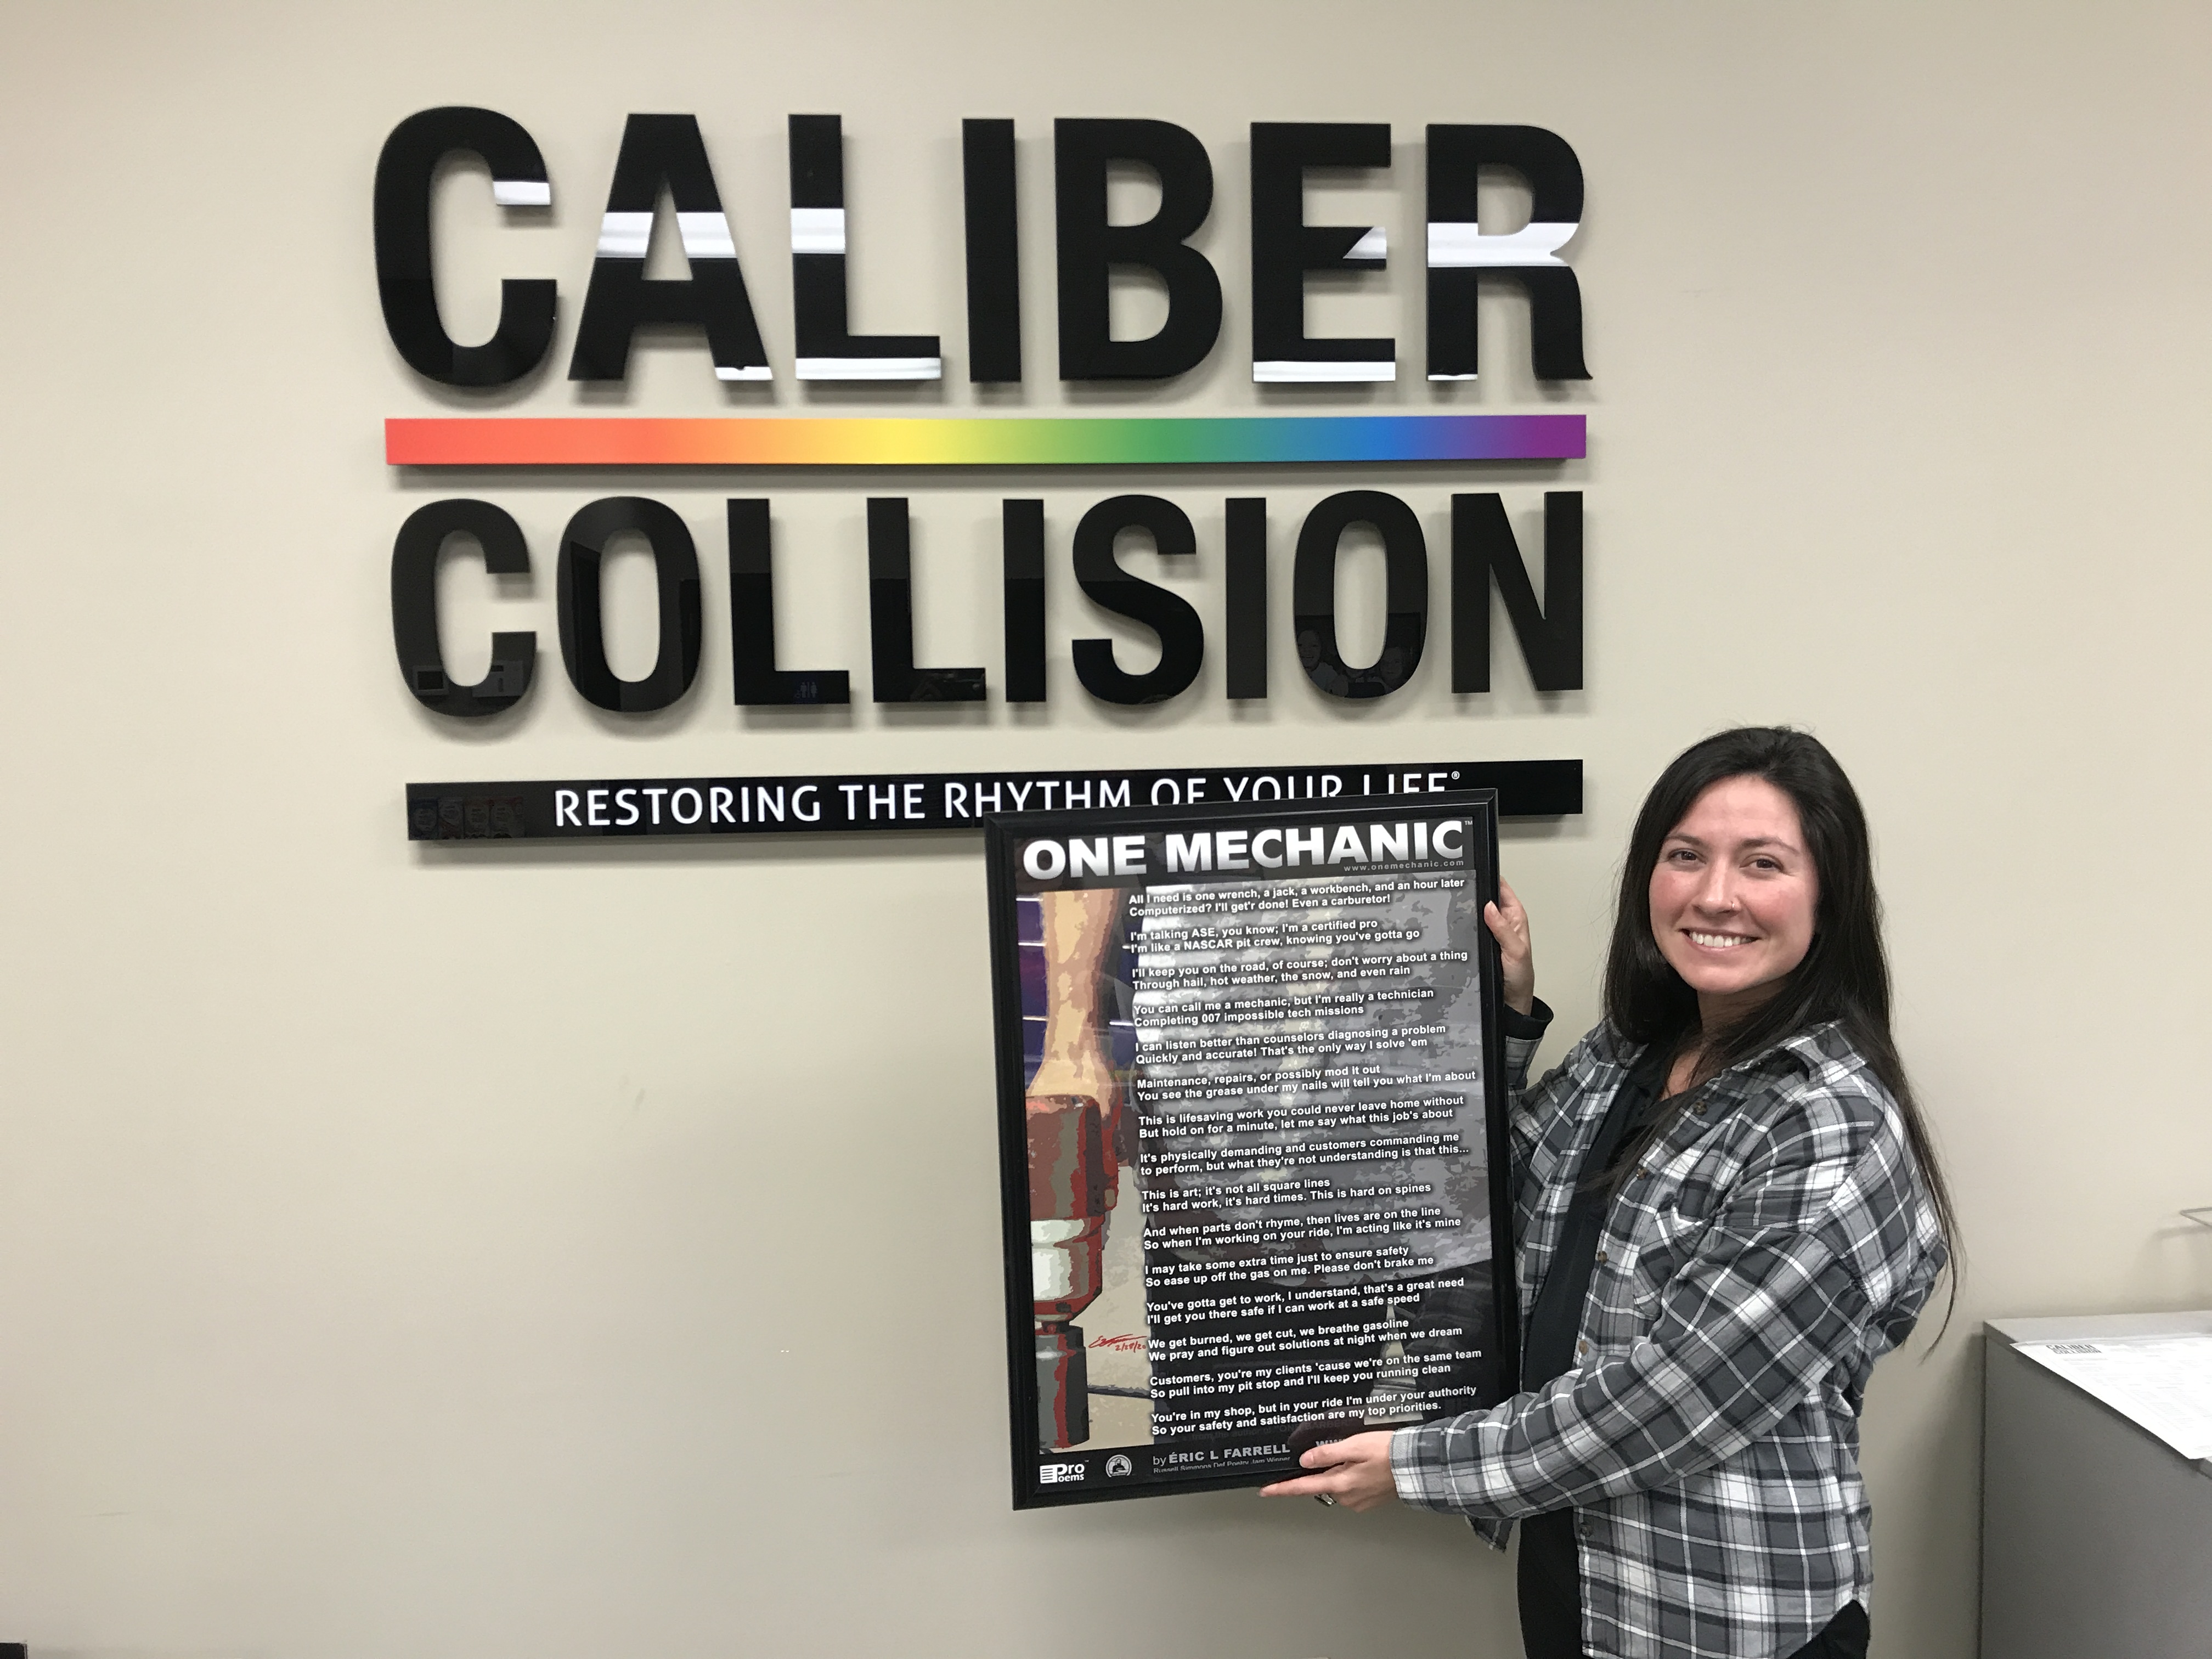 CALIBER
COLLISION
RESTORING THE RHYTHM OF YOUR LIFE®
ONE MECHANIC™
www.onemechanic.com
All I need is one wrench, a jack, a workbench, and an hour later
Computerized? I'll get'r done! Even a carburetor!
I'm talking ASE, you know; I'm a certified pro
I'm like a NASCAR pit crew, knowing you've gotta go
I'll keep you on the road, of course; don't worry about a thing
Through hail, hot weather, the snow, and even rain
You can call me a mechanic, but I'm really a technician
Completing 007 impossible tech missions
I can listen better than counselors diagnosing a problem
Quickly and accurate! That's the only way I solve 'em
Maintenance, repairs, or possibly mod it out
You see the grease under my nails will tell you what I'm about
This is lifesaving work you could never leave home without
But hold on for a minute, let me say what this job's about
It's physically demanding and customers commanding me
to perform, but what they're not understanding is that this...
This is art; it's not all square lines
It's hard work, it's hard times. This is hard on spines
And when parts don't rhyme, then lives are on the line
So when I'm working on your ride, I'm acting like it's mine
I may take some extra time just to ensure safety
So ease up off the gas on me. Please don't brake me
You've gotta get to work, I understand, that's a great need
I'll get you there safe if I can work at a safe speed
We get burned, we get cut, we breathe gasoline
We pray and figure out solutions at night when we dream
Customers, you're my clients 'cause we're on the same team
So pull into my pit stop and I'll keep you running clean
You're in my shop, but in your ride I'm under your authority
So your safety and satisfaction are my top priorities.
Pro
oems
by ÉRIC L FARRELL
Russell Simmons Def Poetry Jam Winner
CALIBER
COLLISION